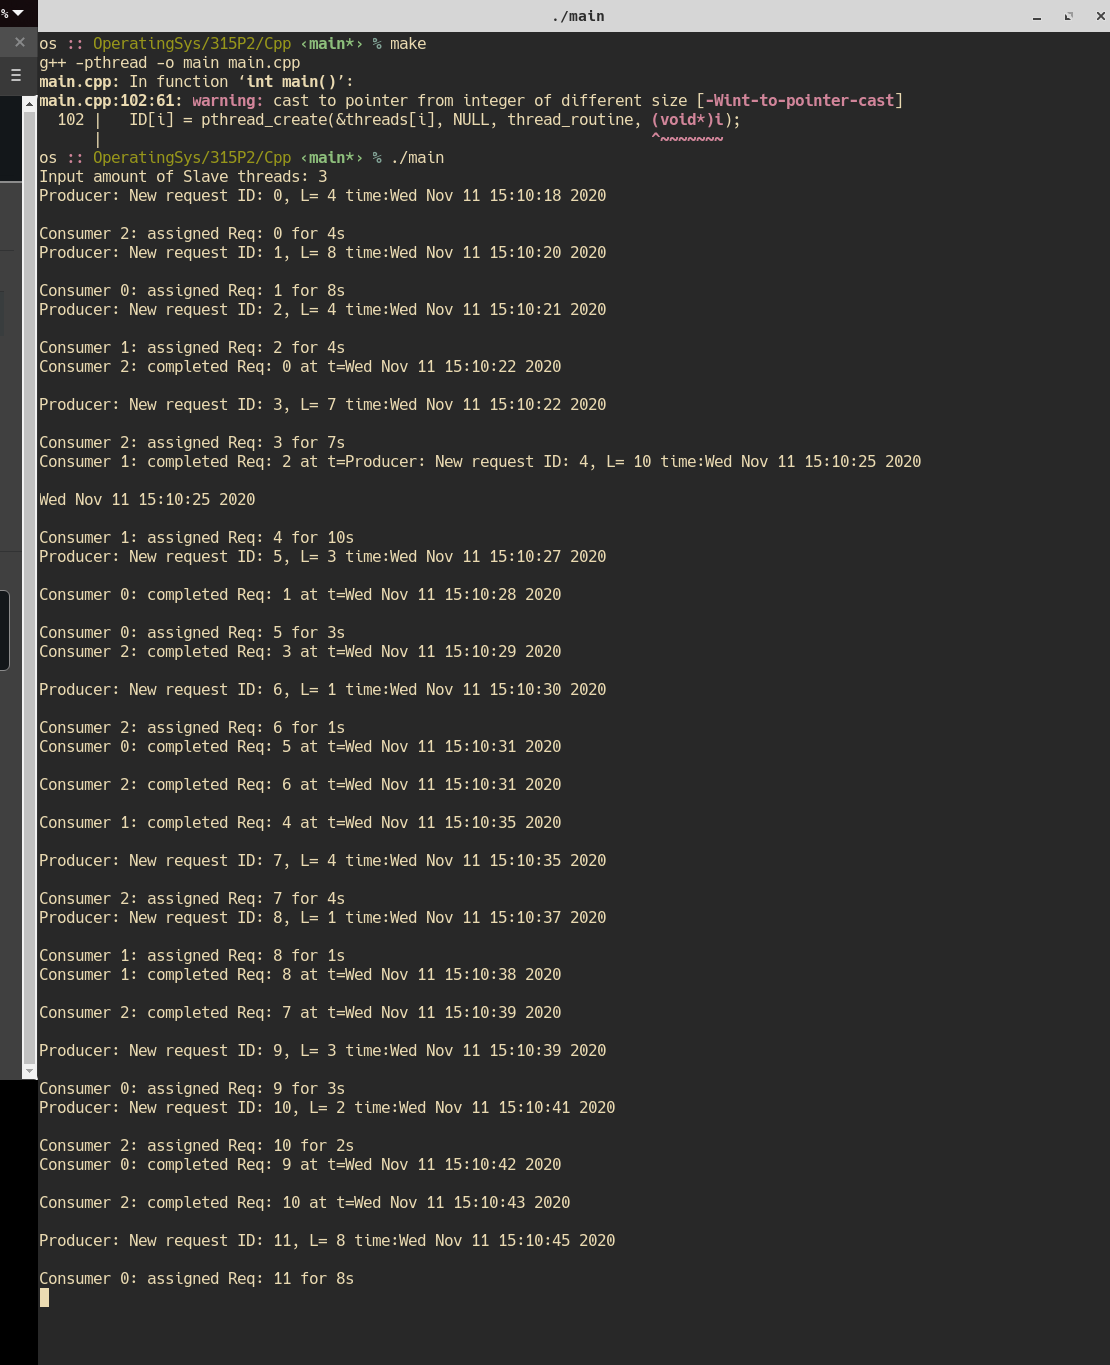 %
./main
os :: OperatingSys/315P2/Cpp ‹main*› % make
g++ -pthread -o main main.cpp
main.cpp: In function ‘int main()’:
main.cpp:102:61: warning: cast to pointer from integer of different size [-Wint-to-pointer-cast]
  102 |   ID[i] = pthread_create(&threads[i], NULL, thread_routine, (void*)i);
      |                                                             ^~~~~~~~
os :: OperatingSys/315P2/Cpp ‹main*› % ./main
Input amount of Slave threads: 3
Producer: New request ID: 0, L= 4 time:Wed Nov 11 15:10:18 2020
Consumer 2: assigned Req: 0 for 4s
Producer: New request ID: 1, L= 8 time:Wed Nov 11 15:10:20 2020
Consumer 0: assigned Req: 1 for 8s
Producer: New request ID: 2, L= 4 time:Wed Nov 11 15:10:21 2020
Consumer 1: assigned Req: 2 for 4s
Consumer 2: completed Req: 0 at t=Wed Nov 11 15:10:22 2020
Producer: New request ID: 3, L= 7 time:Wed Nov 11 15:10:22 2020
Consumer 2: assigned Req: 3 for 7s
Consumer 1: completed Req: 2 at t=Producer: New request ID: 4, L= 10 time:Wed Nov 11 15:10:25 2020
Wed Nov 11 15:10:25 2020
Consumer 1: assigned Req: 4 for 10s
Producer: New request ID: 5, L= 3 time:Wed Nov 11 15:10:27 2020
Consumer 0: completed Req: 1 at t=Wed Nov 11 15:10:28 2020
Consumer 0: assigned Req: 5 for 3s
Consumer 2: completed Req: 3 at t=Wed Nov 11 15:10:29 2020
Producer: New request ID: 6, L= 1 time:Wed Nov 11 15:10:30 2020
Consumer 2: assigned Req: 6 for 1s
Consumer 0: completed Req: 5 at t=Wed Nov 11 15:10:31 2020
Consumer 2: completed Req: 6 at t=Wed Nov 11 15:10:31 2020
Consumer 1: completed Req: 4 at t=Wed Nov 11 15:10:35 2020
Producer: New request ID: 7, L= 4 time:Wed Nov 11 15:10:35 2020
Consumer 2: assigned Req: 7 for 4s
Producer: New request ID: 8, L= 1 time:Wed Nov 11 15:10:37 2020
Consumer 1: assigned Req: 8 for 1s
Consumer 1: completed Req: 8 at t=Wed Nov 11 15:10:38 2020
Consumer 2: completed Req: 7 at t=Wed Nov 11 15:10:39 2020
Producer: New request ID: 9, L= 3 time:Wed Nov 11 15:10:39 2020
Consumer 0: assigned Req: 9 for 3s
Producer: New request ID: 10, L= 2 time:Wed Nov 11 15:10:41 2020
Consumer 2: assigned Req: 10 for 2s
Consumer 0: completed Req: 9 at t=Wed Nov 11 15:10:42 2020
Consumer 2: completed Req: 10 at t=Wed Nov 11 15:10:43 2020
Producer: New request ID: 11, L= 8 time:Wed Nov 11 15:10:45 2020
Consumer 0: assigned Req: 11 for 8s